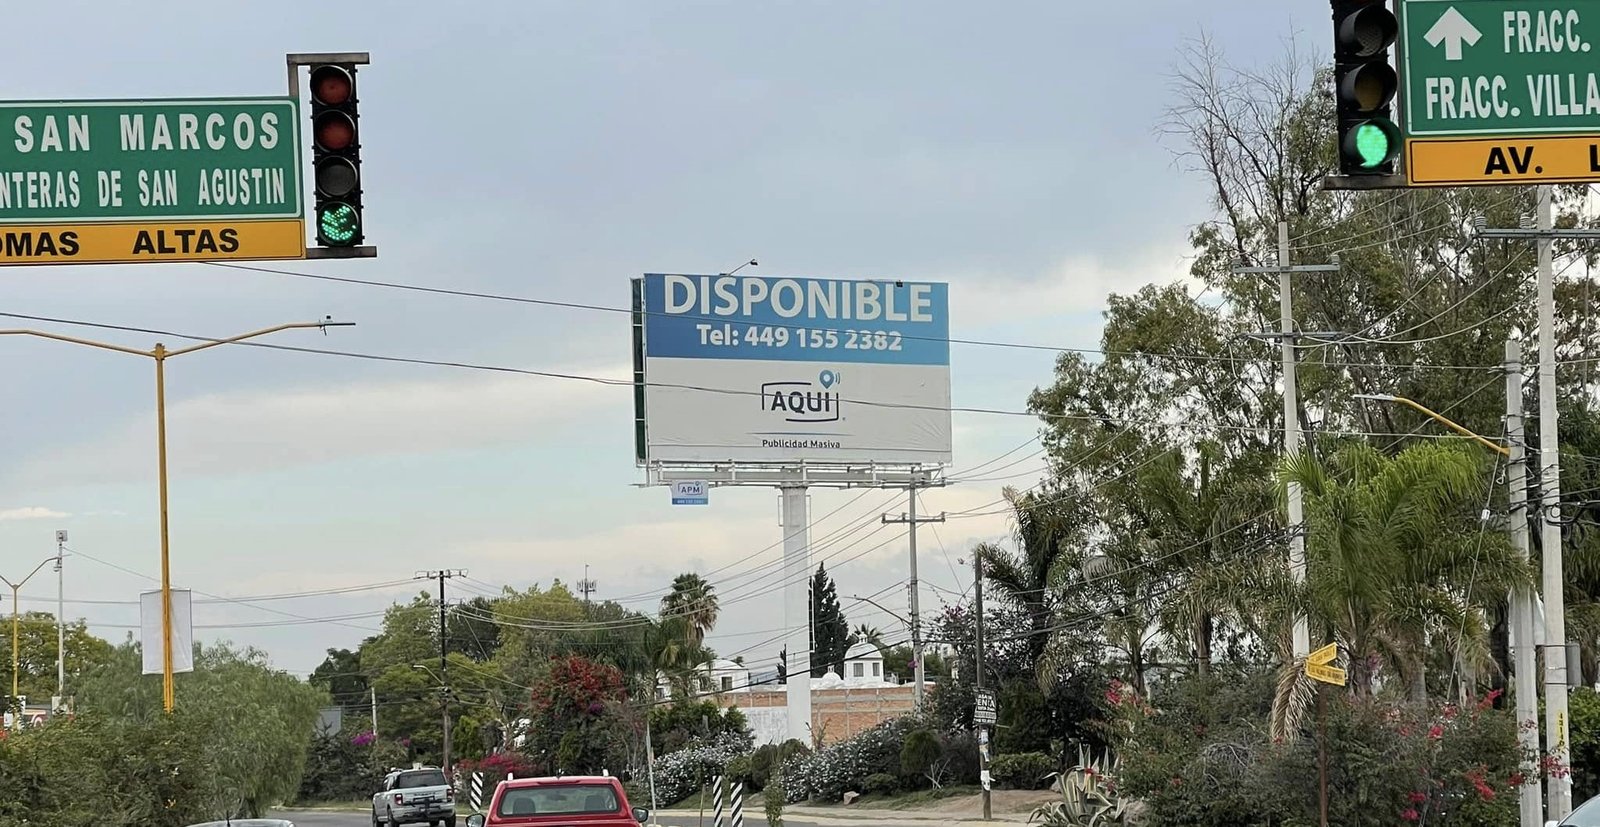 SAN MARCOS
NTERAS DE SAN AGUSTIN
OMAS ALTAS
FRACC.
FRACC. VILLA
AV. L
DISPONIBLE
Tel: 449 155 2382
AQUI
Publicidad Masiva
APM